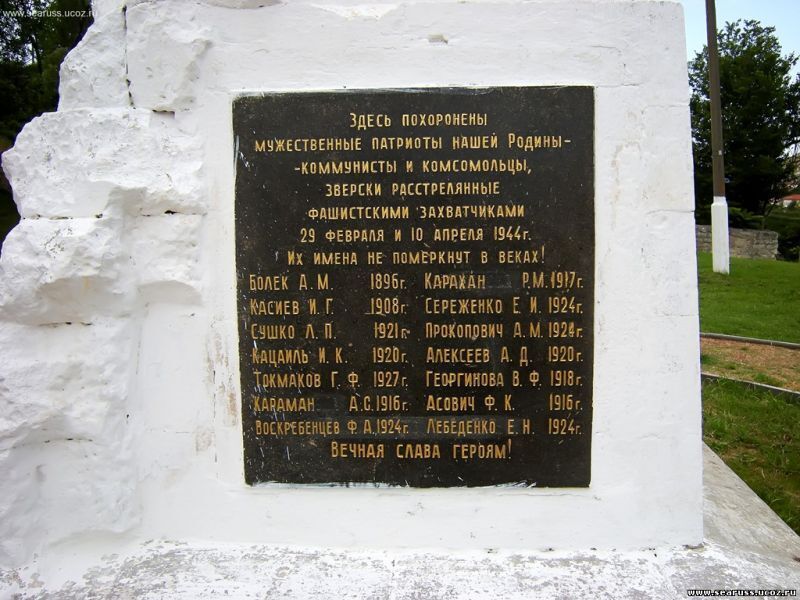 www.searuss.ucoz.ru
Здесь похоронены
мужественные патриоты нашей Родины-
-коммунисты и комсомольцы,
зверски расстрелянные
фашистскими захватчиками
29 февраля и 10 апреля 1944г.
Их имена не померкнут в веках!
Болек А.М. 1896г. Карахан Р.М. 1917г.
Касиев И.Г. 1908г. Сереженко Е.И. 1924г.
Сушко Л.П. 1921г. Прокопович А.М. 1924г.
Кацаиль И.К. 1920г. Алексеев А.Д. 1920г.
Токмаков Г.Ф. 1927г. Георгинова В.Ф. 1918г.
Караман А.С. 1916г. Асович Ф.К. 1916г.
Воскребенцев Ф.А. 1924г. Лебеденко Е.Н. 1924г.
Вечная слава героям!
www.searuss.ucoz.ru